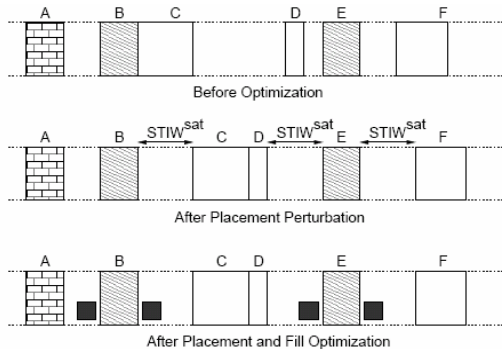 A B C D E F
Before Optimization
STIW^sat STIW^sat STIW^sat
A B C D E F
After Placement Perturbation
A B C D E F
After Placement and Fill Optimization